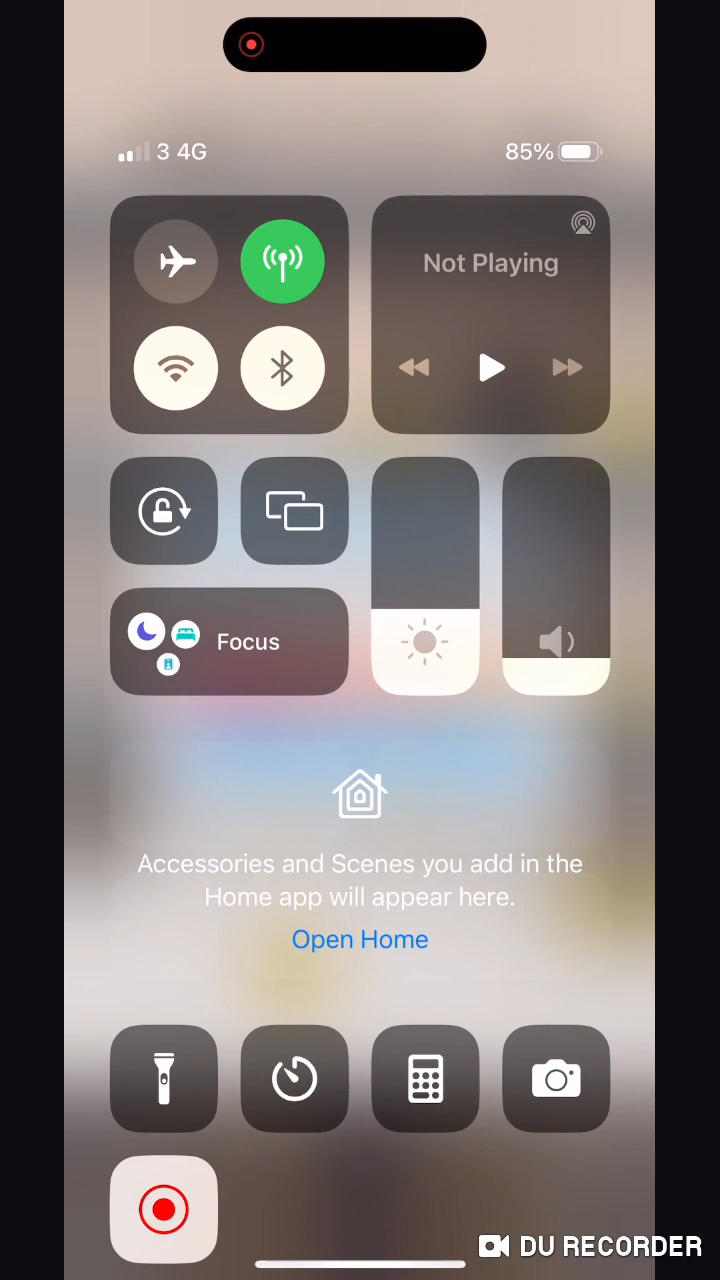 3 4G
85%
Not Playing
Focus
Accessories and Scenes you add in the
Home app will appear here.
Open Home
DU RECORDER